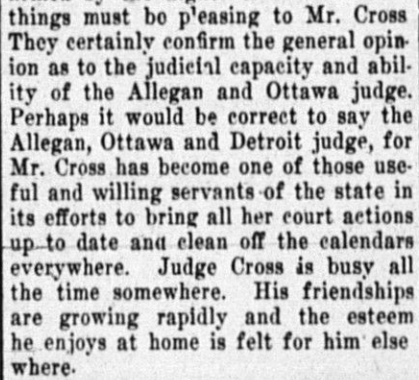 things must be p'easing to Mr. Cross
They certainly confirm the general opin-
ion as to the judicial capacity and abil-
ity of the Allegan and Ottawa judge.
Perhaps it would be correct to say the
Allegan, Ottawa and Detroit judge, for
Mr. Cross has become one of those use-
ful and willing servants of the state in
its efforts to bring all her court actions
up to date and clean off the calendars
everywhere. Judge Cross is busy all
the time somewhere. His friendships
are growing rapidly and the esteem
he enjoys at home is felt for him else
where.